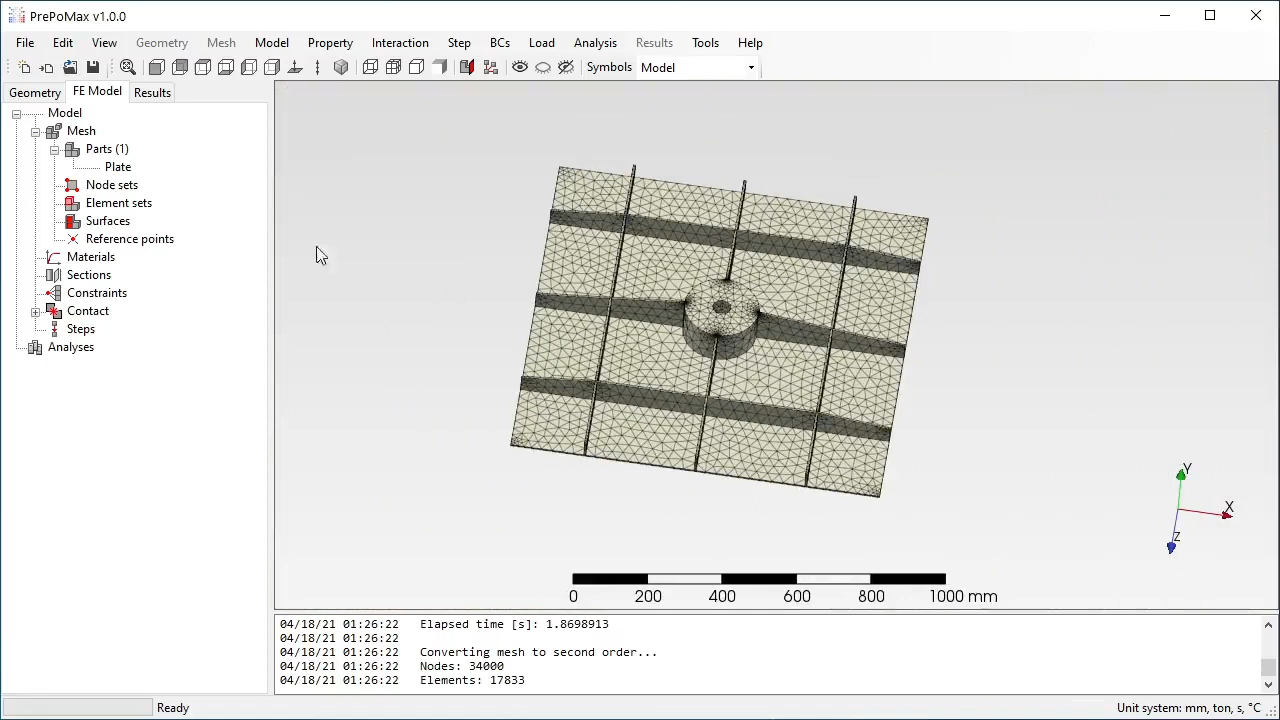 PrePoMax v1.0.0
File Edit View Geometry Mesh Model Property Interaction Step BCs Load Analysis Results Tools Help
Symbols Model
Geometry FE Model Results
Model
Mesh
Parts (1)
Plate
Node sets
Element sets
Surfaces
Reference points
Materials
Sections
Constraints
Contact
Steps
Analyses
Y
X
Z
0 200 400 600 800 1000 mm
04/18/21 01:26:22 Elapsed time [s]: 1.8698913
04/18/21 01:26:22
04/18/21 01:26:22 Converting mesh to second order...
04/18/21 01:26:22 Nodes: 34000
04/18/21 01:26:22 Elements: 17833
Ready Unit system: mm, ton, s, °C